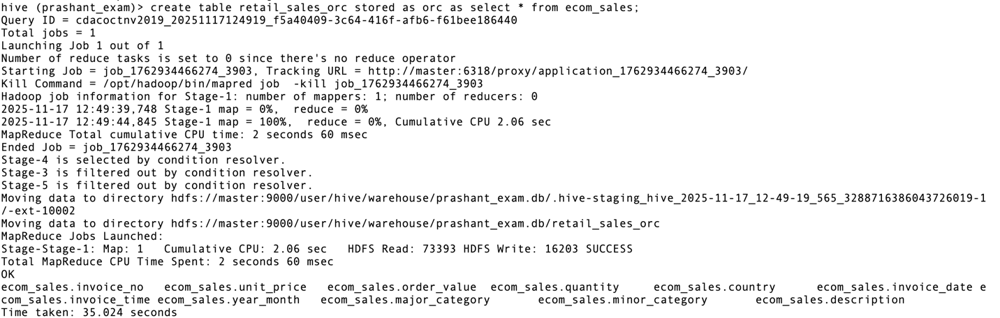 hive (prashant_exam)> create table retail_sales_orc stored as orc as select * from ecom_sales;
Query ID = cdacoctnv2019_20251117124919_f5a40409-3c64-416f-afb6-f61bee186440
Total jobs = 1
Launching Job 1 out of 1
Number of reduce tasks is set to 0 since there's no reduce operator
Starting Job = job_1762934466274_3903, Tracking URL = http://master:6318/proxy/application_1762934466274_3903/
Kill Command = /opt/hadoop/bin/mapred job  -kill job_1762934466274_3903
Hadoop job information for Stage-1: number of mappers: 1; number of reducers: 0
2025-11-17 12:49:39,748 Stage-1 map = 0%,  reduce = 0%
2025-11-17 12:49:44,845 Stage-1 map = 100%,  reduce = 0%, Cumulative CPU 2.06 sec
MapReduce Total cumulative CPU time: 2 seconds 60 msec
Ended Job = job_1762934466274_3903
Stage-4 is selected by condition resolver.
Stage-3 is filtered out by condition resolver.
Stage-5 is filtered out by condition resolver.
Moving data to directory hdfs://master:9000/user/hive/warehouse/prashant_exam.db/.hive-staging_hive_2025-11-17_12-49-19_565_3288716386043726019-1
/-ext-10002
Moving data to directory hdfs://master:9000/user/hive/warehouse/prashant_exam.db/retail_sales_orc
MapReduce Jobs Launched:
Stage-Stage-1: Map: 1   Cumulative CPU: 2.06 sec   HDFS Read: 73393 HDFS Write: 16203 SUCCESS
Total MapReduce CPU Time Spent: 2 seconds 60 msec
OK
ecom_sales.invoice_no   ecom_sales.unit_price   ecom_sales.order_value  ecom_sales.quantity     ecom_sales.country      ecom_sales.invoice_date e
com_sales.invoice_time ecom_sales.year_month   ecom_sales.major_category       ecom_sales.minor_category       ecom_sales.description
Time taken: 35.024 seconds